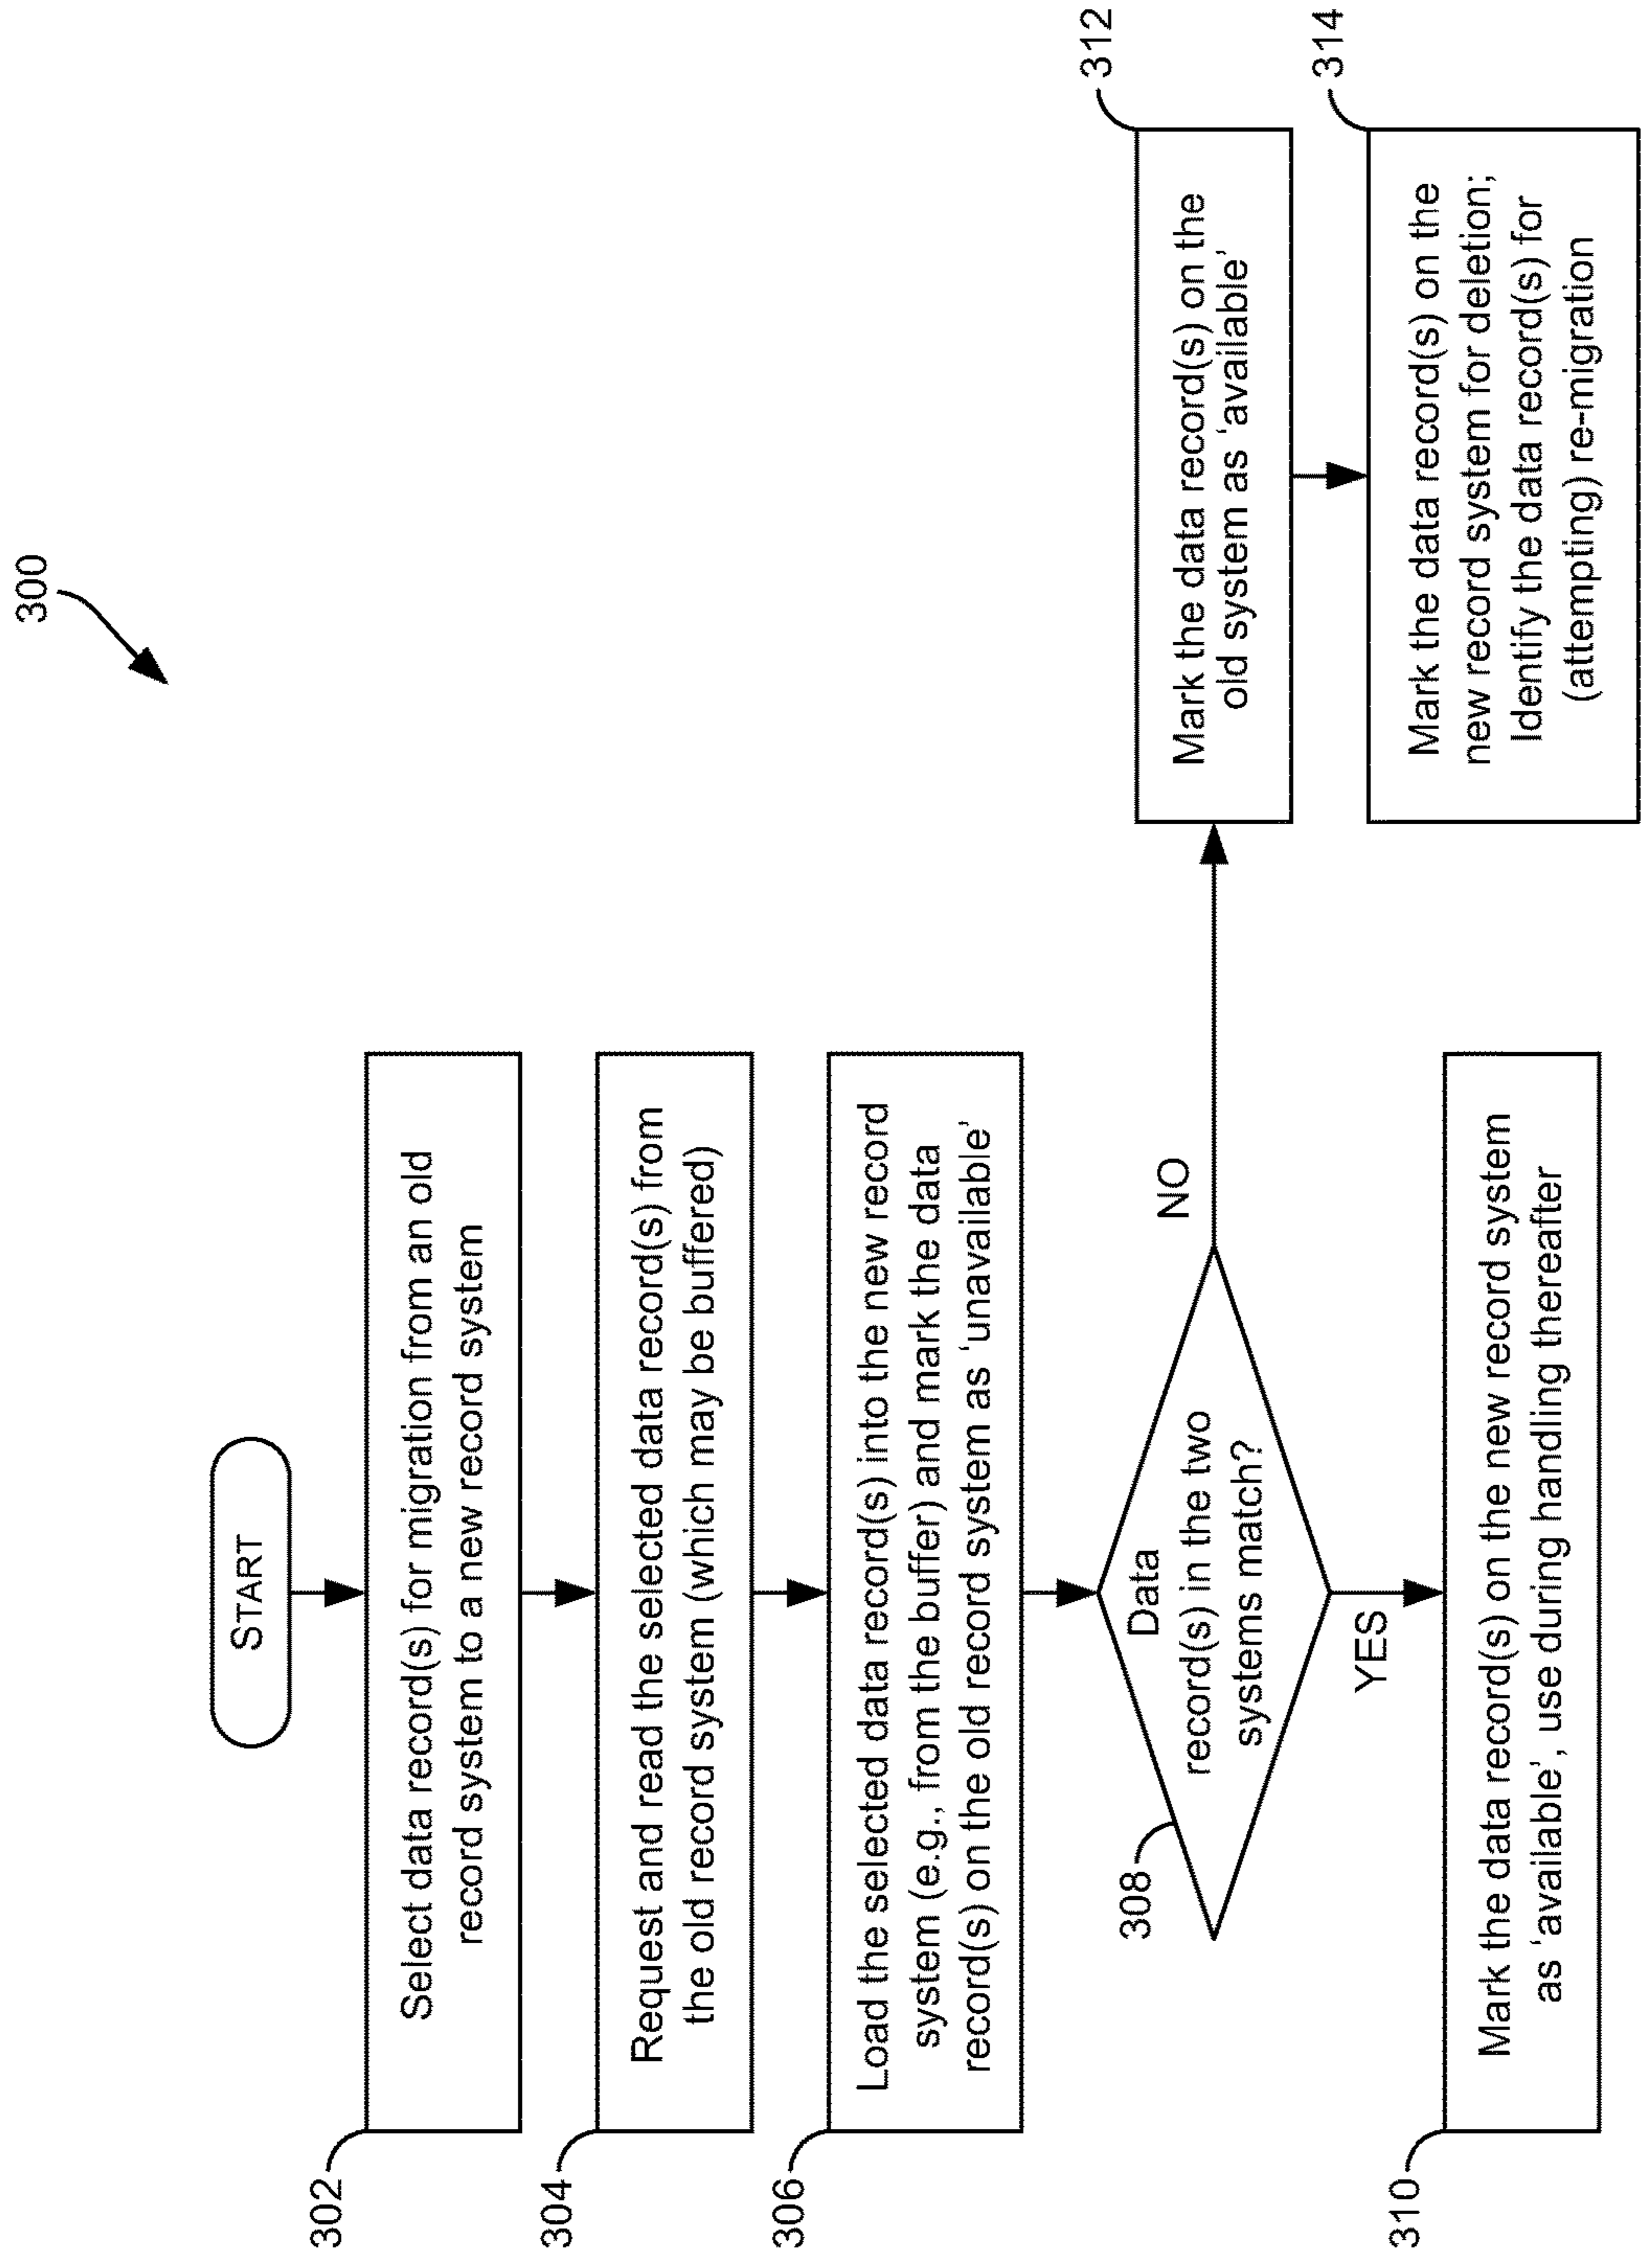 300
START
302
Select data record(s) for migration from an old
record system to a new record system
304
Request and read the selected data record(s) from
the old record system (which may be buffered)
306
Load the selected data record(s) into the new record
system (e.g., from the buffer) and mark the data
record(s) on the old record system as ‘unavailable’
308
Data
record(s) in the two
systems match?
NO
YES
310
Mark the data record(s) on the new record system
as ‘available’, use during handling thereafter
312
Mark the data record(s) on the
old system as ‘available’
314
Mark the data record(s) on the
new record system for deletion;
Identify the data record(s) for
(attempting) re-migration